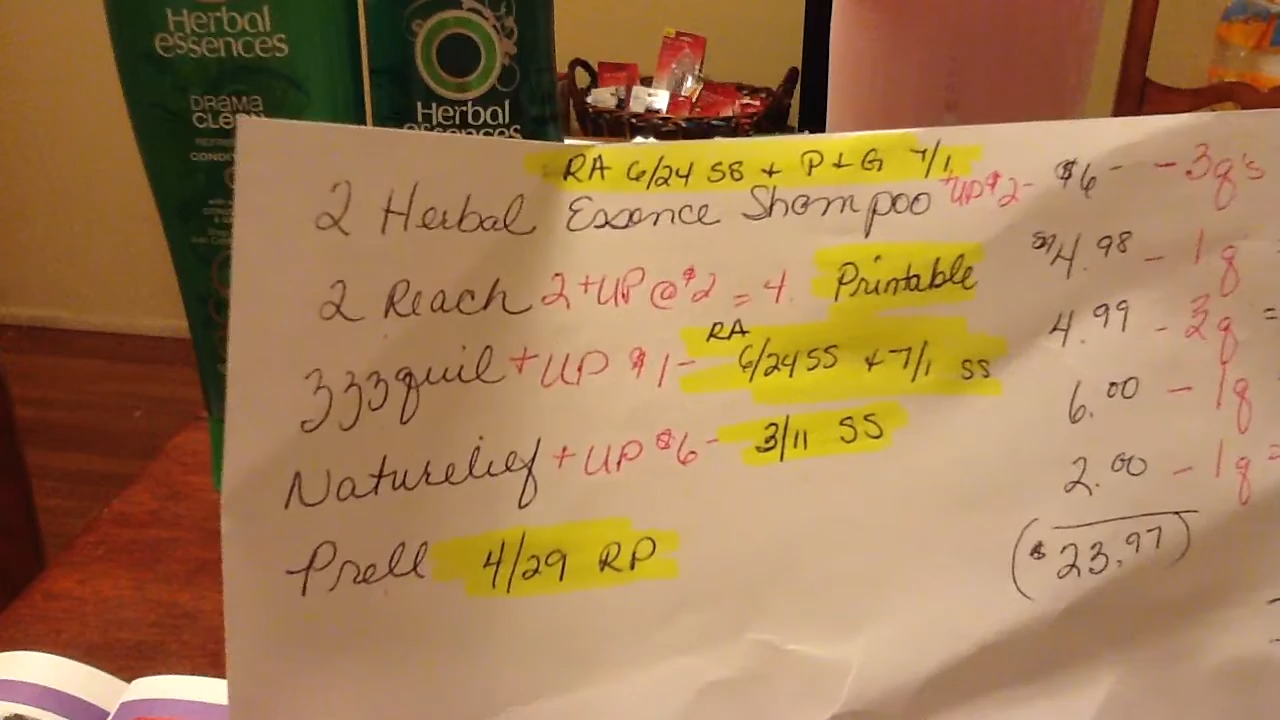 Herbal
essences
DRAMA
CLEAN
Herbal
essences
RA 6/24 SS + P+G 7/1
2 Herbal Essence Shampoo +UP $2- $6- -3q's
2 Reach 2+UP@$2 = 4. Printable $4.98 - 1q
RA
ZZZquil +UP $1- 6/24 SS +7/1 SS 4.99 - q =
Naturelief +UP $6- 3/11 SS 6.00 - 1q
Prell 4/29 RP 2.00 - 1q =
($23.97)